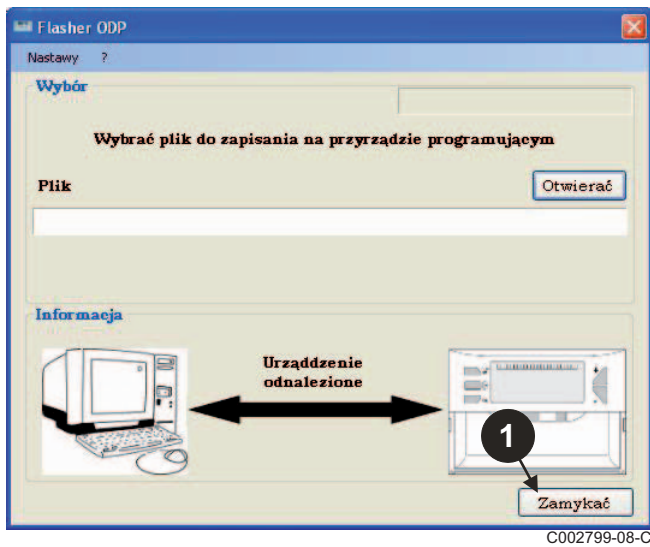 Flasher ODP
Nastawy ?
Wybór
Wybrać plik do zapisania na przyrządzie programującym
Plik
Otwierać
Informacja
Urząddzenie
odnalezione
1
Zamykać
C002799-08-C